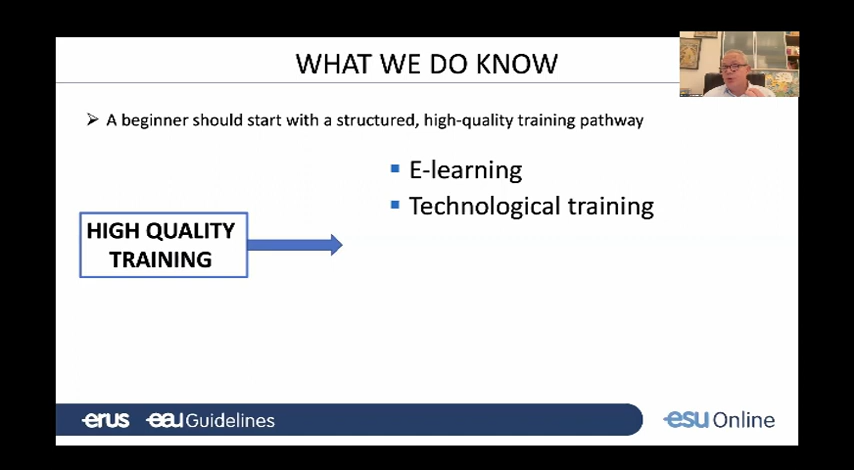 WHAT WE DO KNOW
A beginner should start with a structured, high-quality training pathway
E-learning
Technological training
HIGH QUALITY
TRAINING
erus eau Guidelines
esu Online